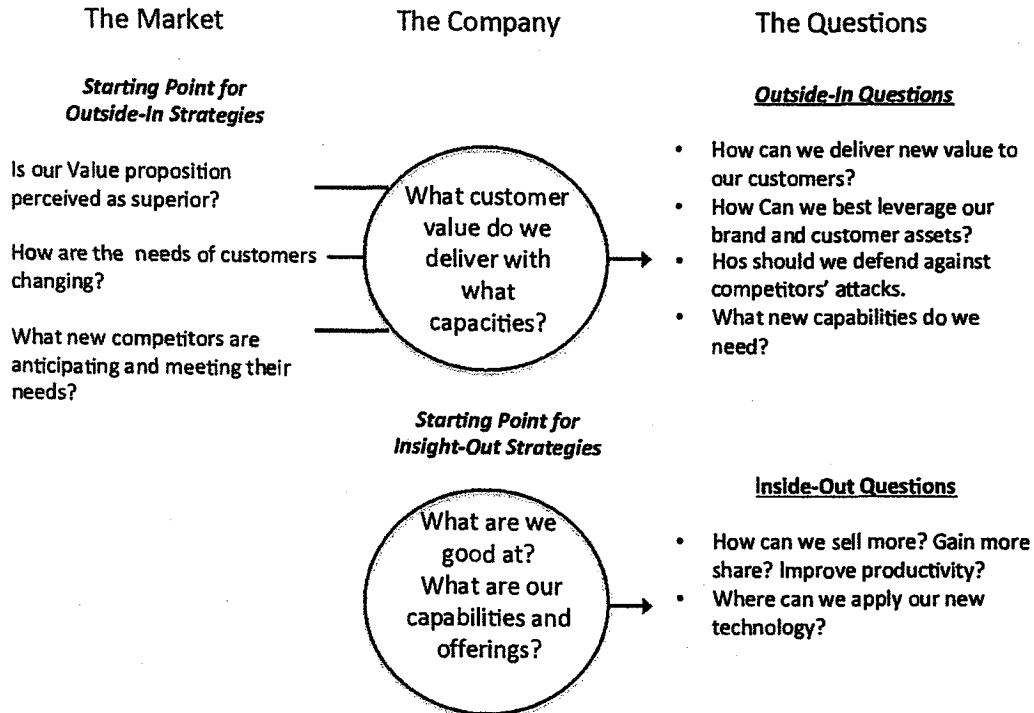 The Market
The Company
The Questions
Starting Point for
Outside-In Strategies
Is our Value proposition
perceived as superior?
How are the needs of customers
changing?
What new competitors are
anticipating and meeting their
needs?
What customer
value do we
deliver with
what
capacities?
Outside-In Questions
• How can we deliver new value to
our customers?
• How Can we best leverage our
brand and customer assets?
• Hos should we defend against
competitors' attacks.
• What new capabilities do we
need?
Starting Point for
Insight-Out Strategies
What are we
good at?
What are our
capabilities and
offerings?
Inside-Out Questions
• How can we sell more? Gain more
share? Improve productivity?
• Where can we apply our new
technology?